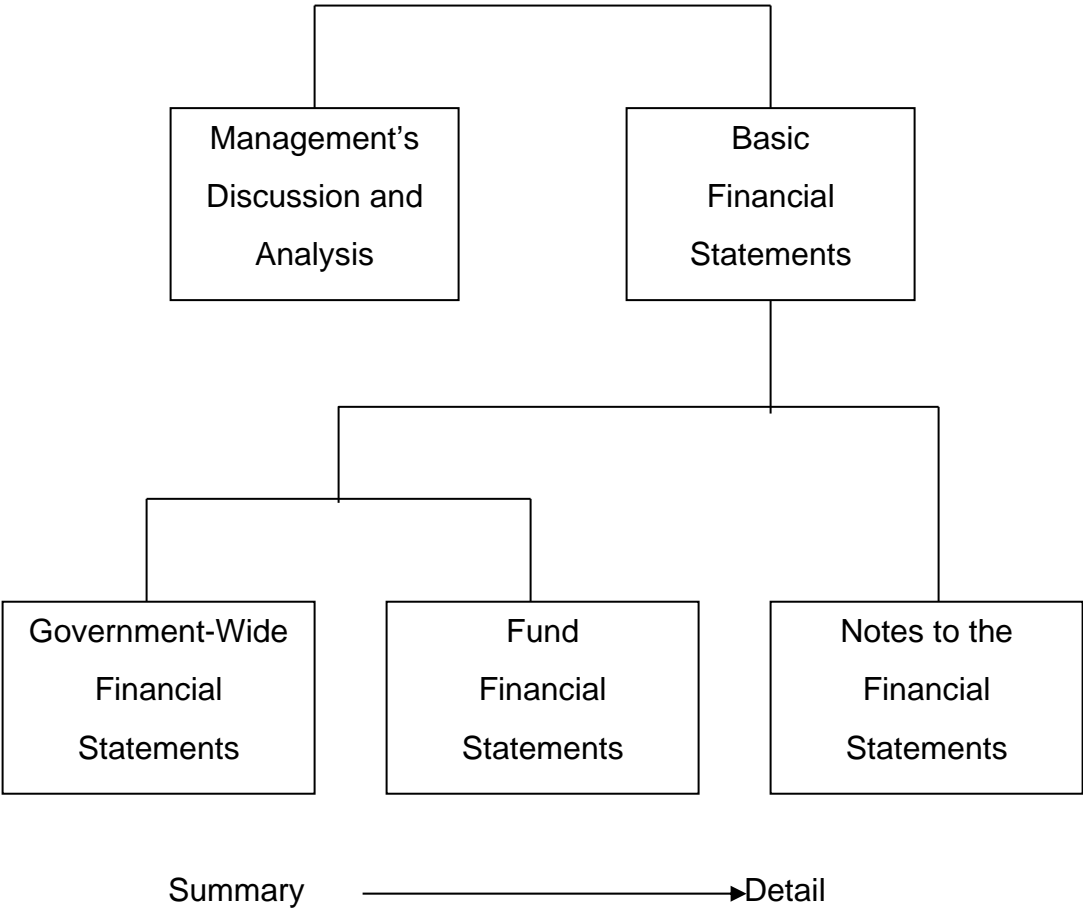 Management’s
Discussion and
Analysis
Basic
Financial
Statements
Government-Wide
Financial
Statements
Fund
Financial
Statements
Notes to the
Financial
Statements
Summary Detail